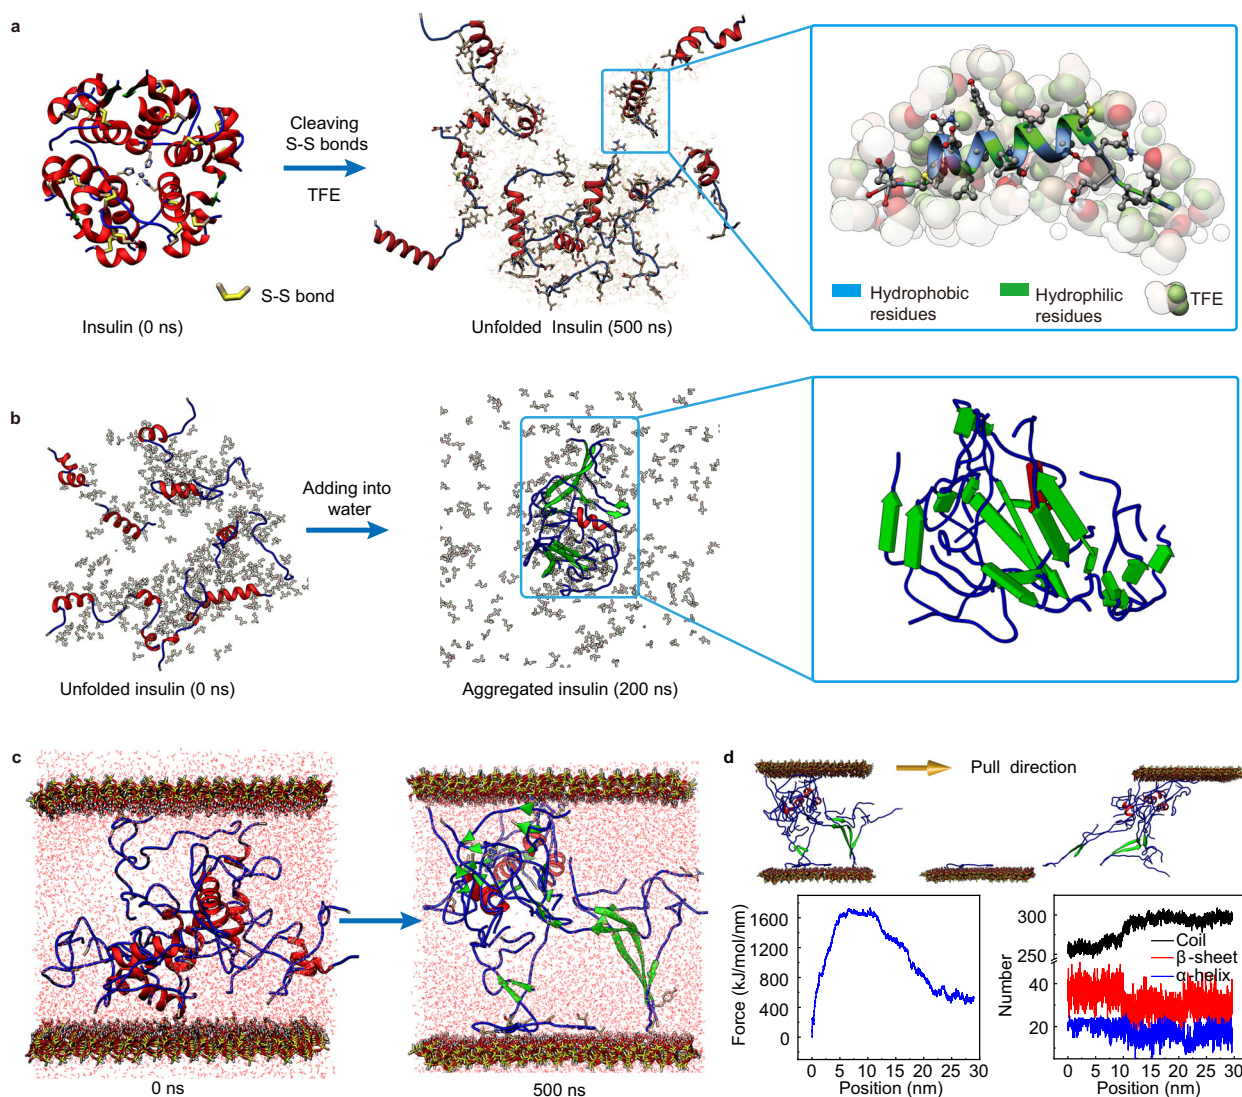 a
Cleaving
S-S bonds
TFE
S-S bond
Insulin (0 ns)
Unfolded Insulin (500 ns)
Hydrophobic
residues
Hydrophilic
residues
TFE
b
Adding into
water
Unfolded insulin (0 ns)
Aggregated insulin (200 ns)
c
0 ns
500 ns
d
Pull direction
Force (kJ/mol/nm)
1600
1200
800
400
0
0 5 10 15 20 25 30
Position (nm)
Number
300
250
40
20
Coil
β-sheet
α-helix
0 5 10 15 20 25 30
Position (nm)